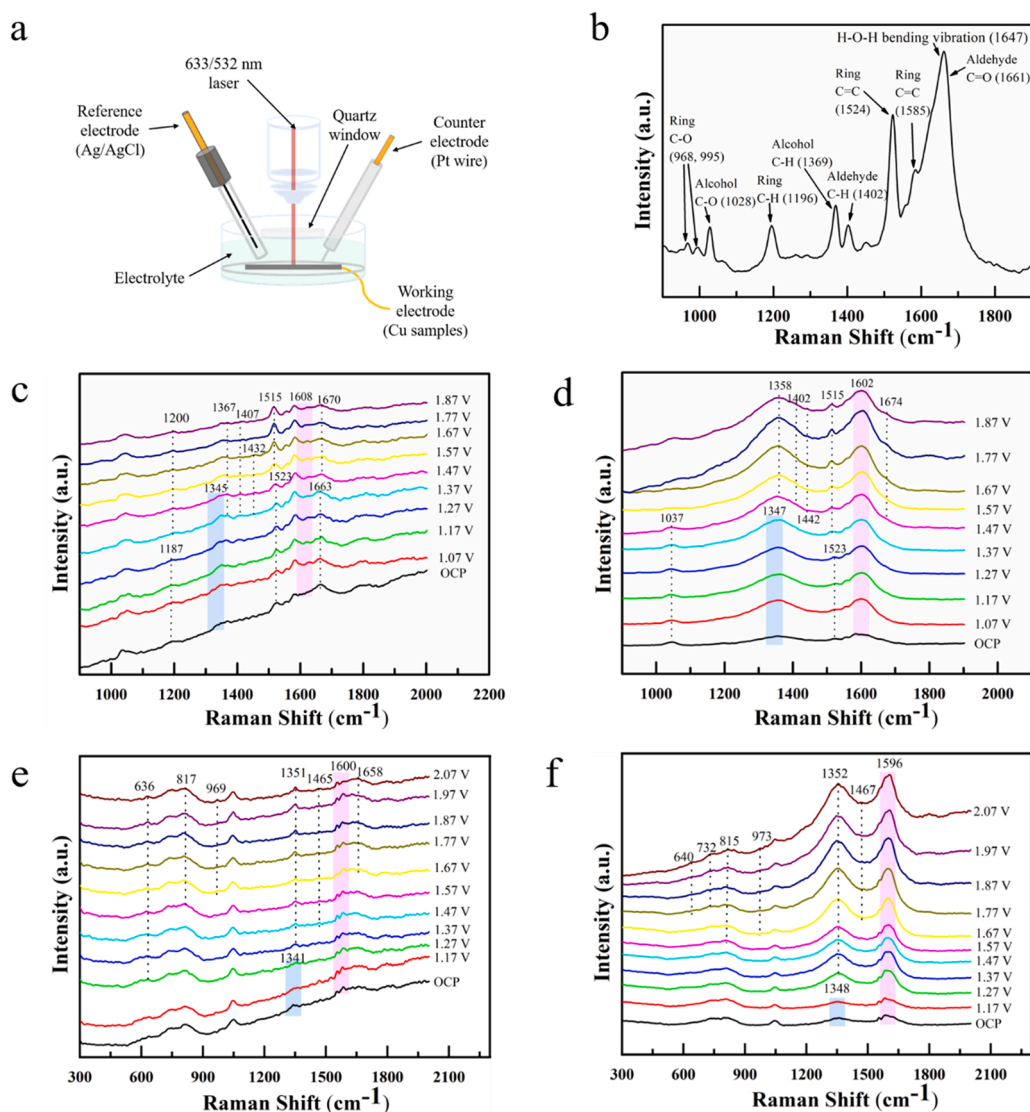 a
633/532 nm
laser
Reference
electrode
(Ag/AgCl)
Quartz
window
Counter
electrode
(Pt wire)
Electrolyte
Working
electrode
(Cu samples)
b
Intensity (a.u.)
H-O-H bending vibration (1647)
Aldehyde
C=O (1661)
Ring
C=C
(1524)
Ring
C=C
(1585)
Ring
C-O
(968, 995)
Alcohol
C-O (1028)
Ring
C-H (1196)
Alcohol
C-H (1369)
Aldehyde
C-H (1402)
1000 1200 1400 1600 1800
Raman Shift (cm-1)
c
Intensity (a.u.)
1200
1367
1407
1432
1515
1608
1670
1345
1523
1663
1187
1.87 V
1.77 V
1.67 V
1.57 V
1.47 V
1.37 V
1.27 V
1.17 V
1.07 V
OCP
1000 1200 1400 1600 1800 2000 2200
Raman Shift (cm-1)
d
Intensity (a.u.)
1358
1402
1515
1602
1674
1442
1037
1347
1523
1.87 V
1.77 V
1.67 V
1.57 V
1.47 V
1.37 V
1.27 V
1.17 V
1.07 V
OCP
1000 1200 1400 1600 1800 2000
Raman Shift (cm-1)
e
Intensity (a.u.)
636
817
969
1351
1465
1600
1658
1341
2.07 V
1.97 V
1.87 V
1.77 V
1.67 V
1.57 V
1.47 V
1.37 V
1.27 V
1.17 V
OCP
300 600 900 1200 1500 1800 2100
Raman Shift (cm-1)
f
Intensity (a.u.)
640
732
815
973
1352
1467
1596
1348
2.07 V
1.97 V
1.87 V
1.77 V
1.67 V
1.57 V
1.47 V
1.37 V
1.27 V
1.17 V
OCP
300 600 900 1200 1500 1800 2100
Raman Shift (cm-1)